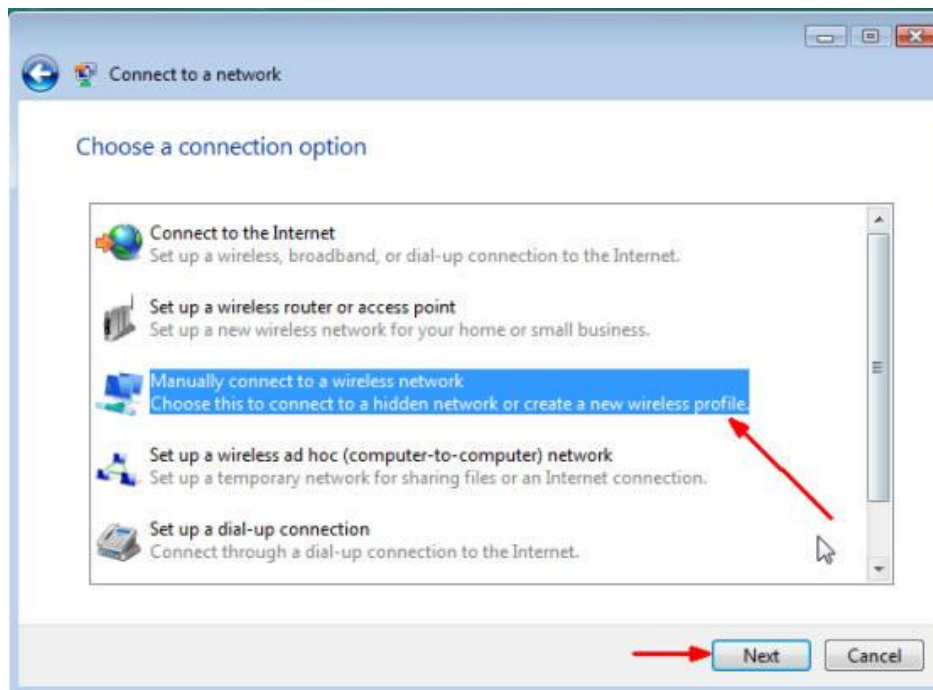 Connect to a network
Choose a connection option
Connect to the Internet
Set up a wireless, broadband, or dial-up connection to the Internet.
Set up a wireless router or access point
Set up a new wireless network for your home or small business.
Manually connect to a wireless network
Choose this to connect to a hidden network or create a new wireless profile.
Set up a wireless ad hoc (computer-to-computer) network
Set up a temporary network for sharing files or an Internet connection.
Set up a dial-up connection
Connect through a dial-up connection to the Internet.
Next
Cancel